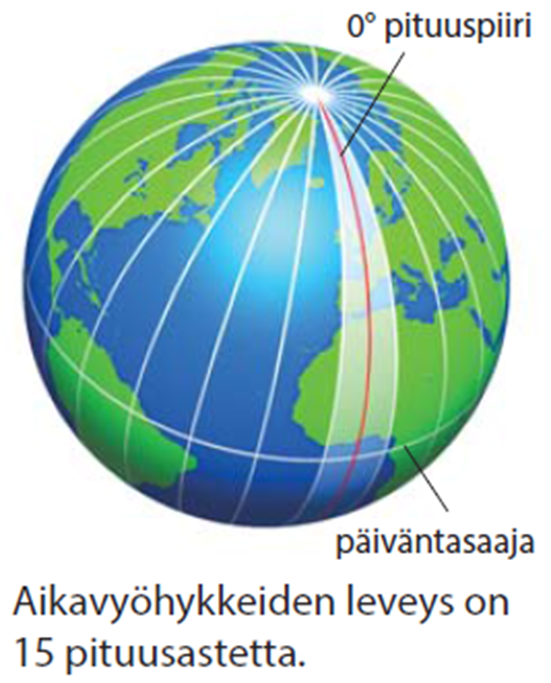 0° pituuspiiri
päiväntasaaja
Aikavyöhykkeiden leveys on
15 pituusastetta.